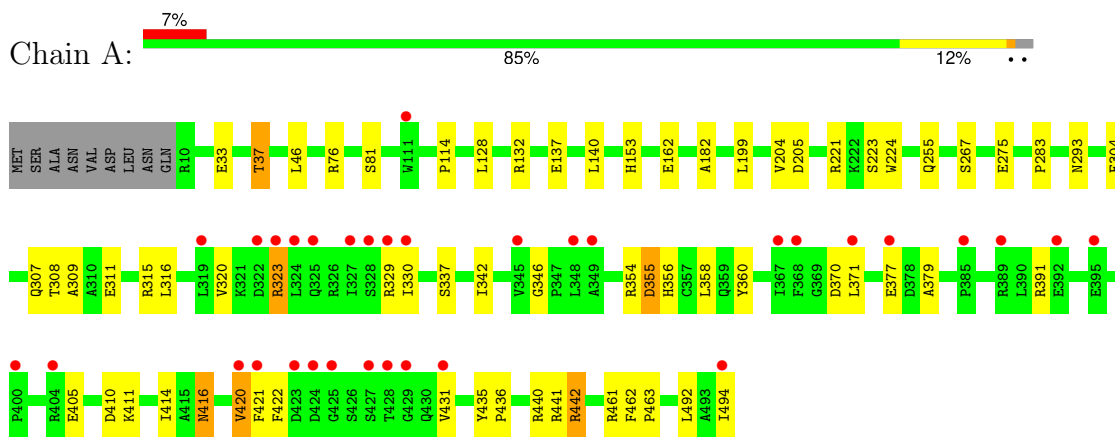 7%
Chain A:
85% 12% • •
MET SER ALA ASN VAL ASP LEU ASN GLN R10 E33 T37 L46 R76 S81 W111 P114 L128 R132 E137 L140 H153 E162 A182 L199 V204 D205 R221 K222 S223 W224 Q255 S267 E275 P283 N293
Q307 T308 A309 A310 E311 R315 L316 L319 V320 K321 D322 R323 L324 Q325 R326 I327 S328 R329 I330 S337 I342 V345 G346 P347 L348 A349 R354 D355 H356 C357 L358 Q359 Y360 I367 F368 G369 D370 L371 E377 D378 A379 P385 R389 L390 R391 E392 E395
P400 R404 E405 D410 K411 I414 A415 N416 V420 F421 F422 D423 D424 G425 S426 S427 T428 G429 Q430 V431 Y435 P436 R440 R441 R442 R461 F462 P463 L492 A493 I494